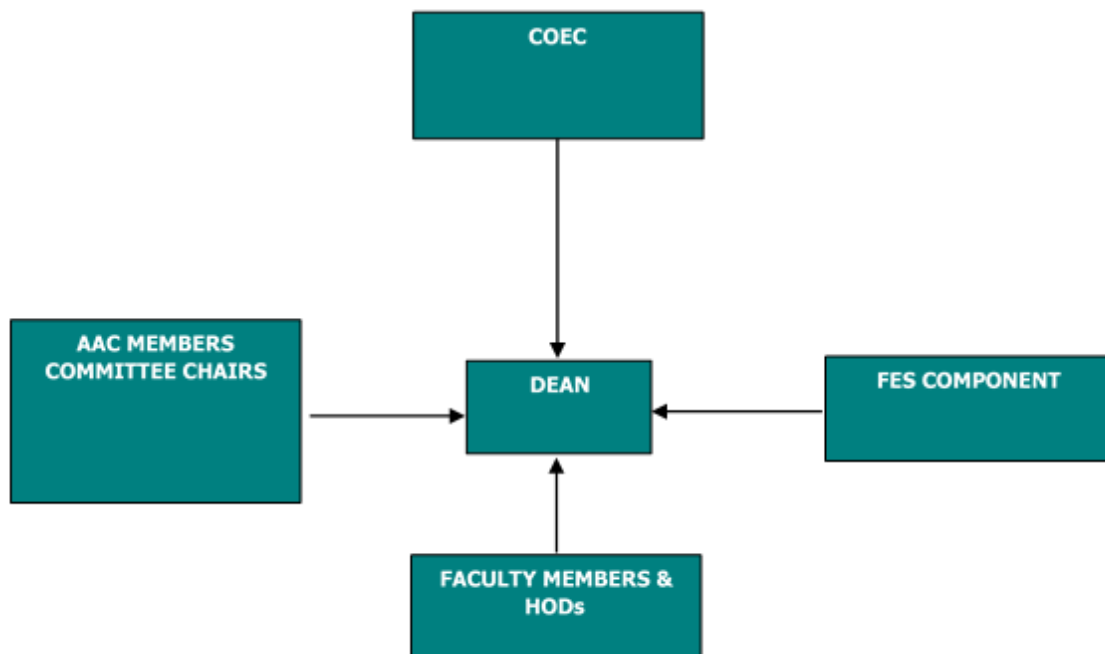 COEC
AAC MEMBERS
COMMITTEE CHAIRS
DEAN
FES COMPONENT
FACULTY MEMBERS &
HODs